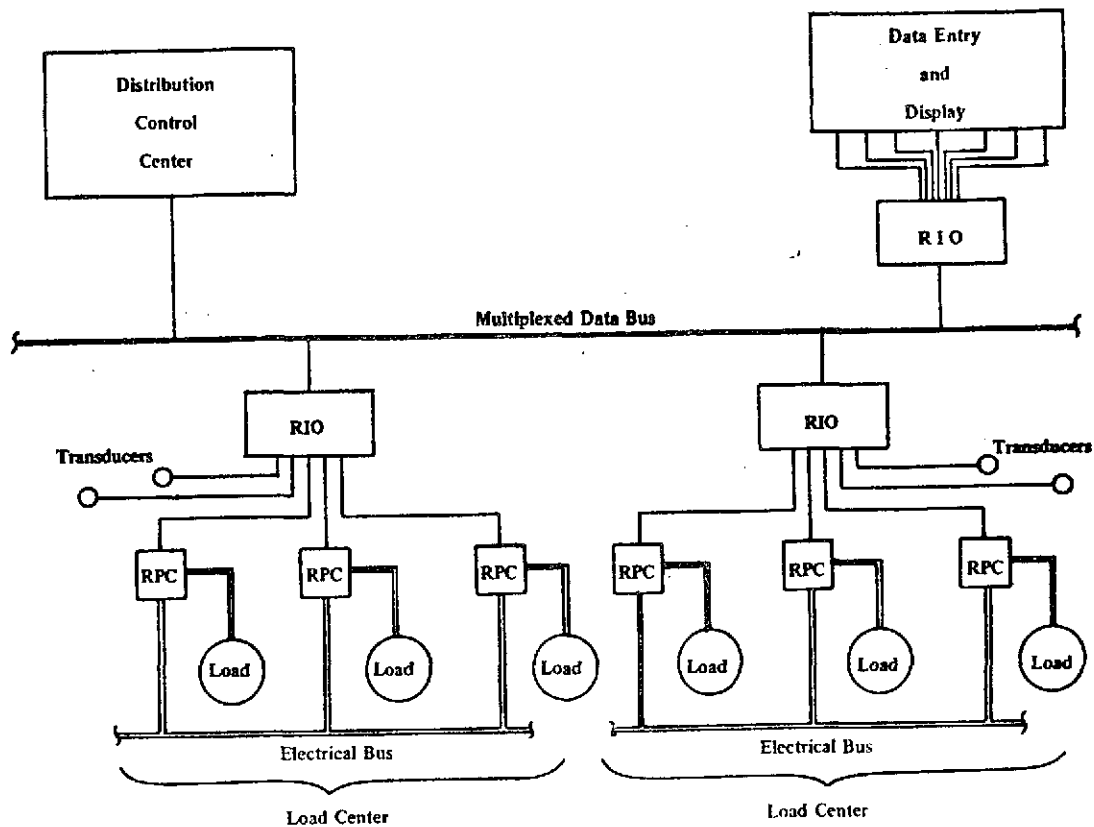 Distribution
Control
Center
Data Entry
and
Display
R I O
Multiplexed Data Bus
RIO
RIO
Transducers
Transducers
RPC
RPC
RPC
RPC
RPC
RPC
Load
Load
Load
Load
Load
Load
Electrical Bus
Electrical Bus
Load Center
Load Center